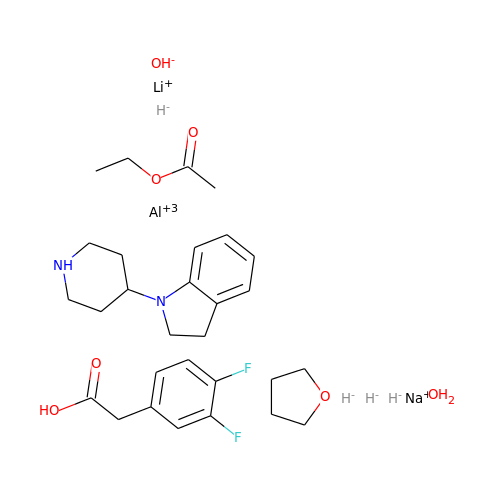 OH-
Li+
H-
O
O
Al+3
NH
N
O
F
HO
O
H- H- H- Na+ OH2
F